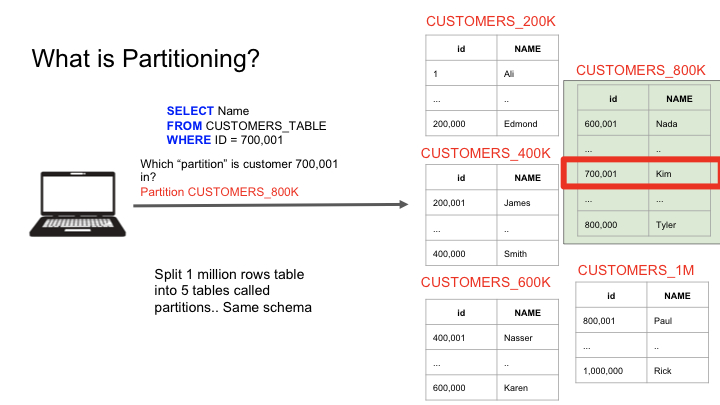 What is Partitioning?
SELECT Name
FROM CUSTOMERS_TABLE
WHERE ID = 700,001
Which “partition” is customer 700,001
in?
Partition CUSTOMERS_800K
Split 1 million rows table
into 5 tables called
partitions.. Same schema
CUSTOMERS_200K
id NAME
1 Ali
... ..
200,000 Edmond
CUSTOMERS_400K
id NAME
200,001 James
... ..
400,000 Smith
CUSTOMERS_600K
id NAME
400,001 Nasser
... ..
600,000 Karen
CUSTOMERS_800K
id NAME
600,001 Nada
... ..
700,001 Kim
... ...
800,000 Tyler
CUSTOMERS_1M
id NAME
800,001 Paul
... ..
1,000,000 Rick